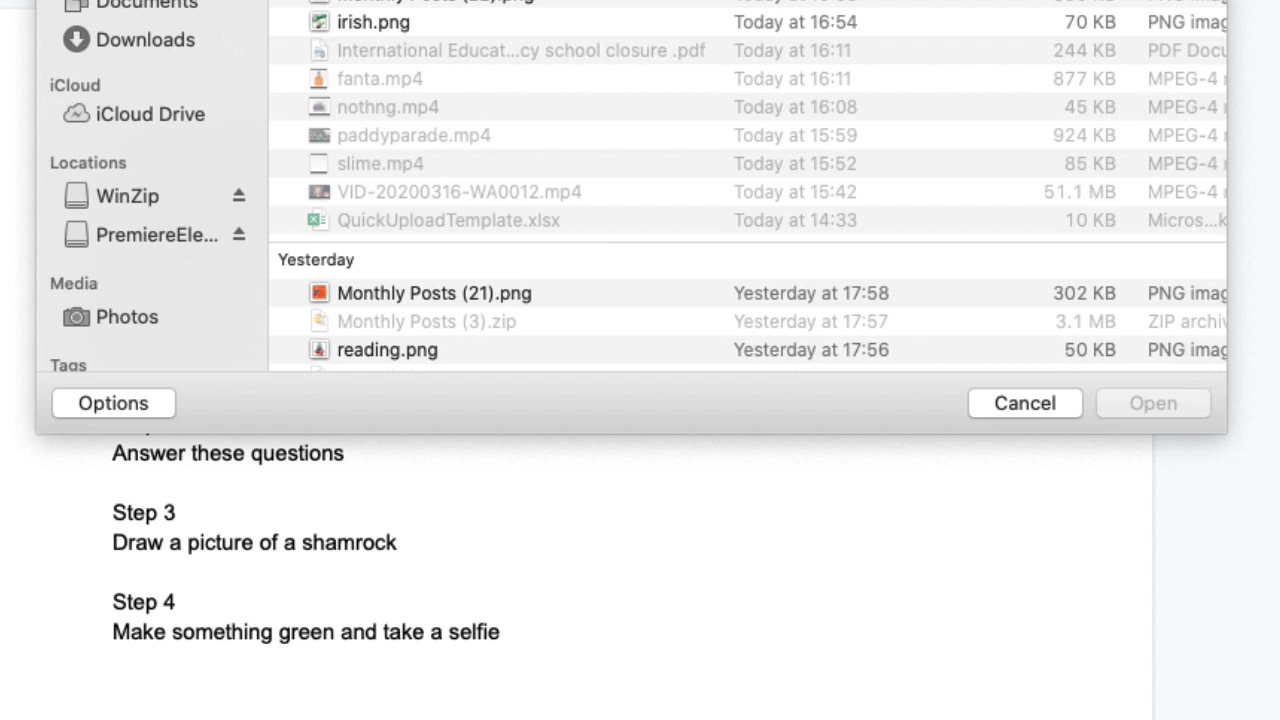 Documents
Downloads
iCloud
iCloud Drive
Locations
WinZip
PremiereEle...
Media
Photos
Tags
irish.png Today at 16:54 70 KB PNG imag
International Educat...cy school closure .pdf Today at 16:11 244 KB PDF Docu
fanta.mp4 Today at 16:11 877 KB MPEG-4
nothng.mp4 Today at 16:08 45 KB MPEG-4
paddyparade.mp4 Today at 15:59 924 KB MPEG-4
slime.mp4 Today at 15:52 85 KB MPEG-4
VID-20200316-WA0012.mp4 Today at 15:42 51.1 MB MPEG-4
QuickUploadTemplate.xlsx Today at 14:33 10 KB Micros...k
Yesterday
Monthly Posts (21).png Yesterday at 17:58 302 KB PNG imag
Monthly Posts (3).zip Yesterday at 17:57 3.1 MB ZIP archiv
reading.png Yesterday at 17:56 50 KB PNG imag
Options Cancel Open
Answer these questions
Step 3
Draw a picture of a shamrock
Step 4
Make something green and take a selfie